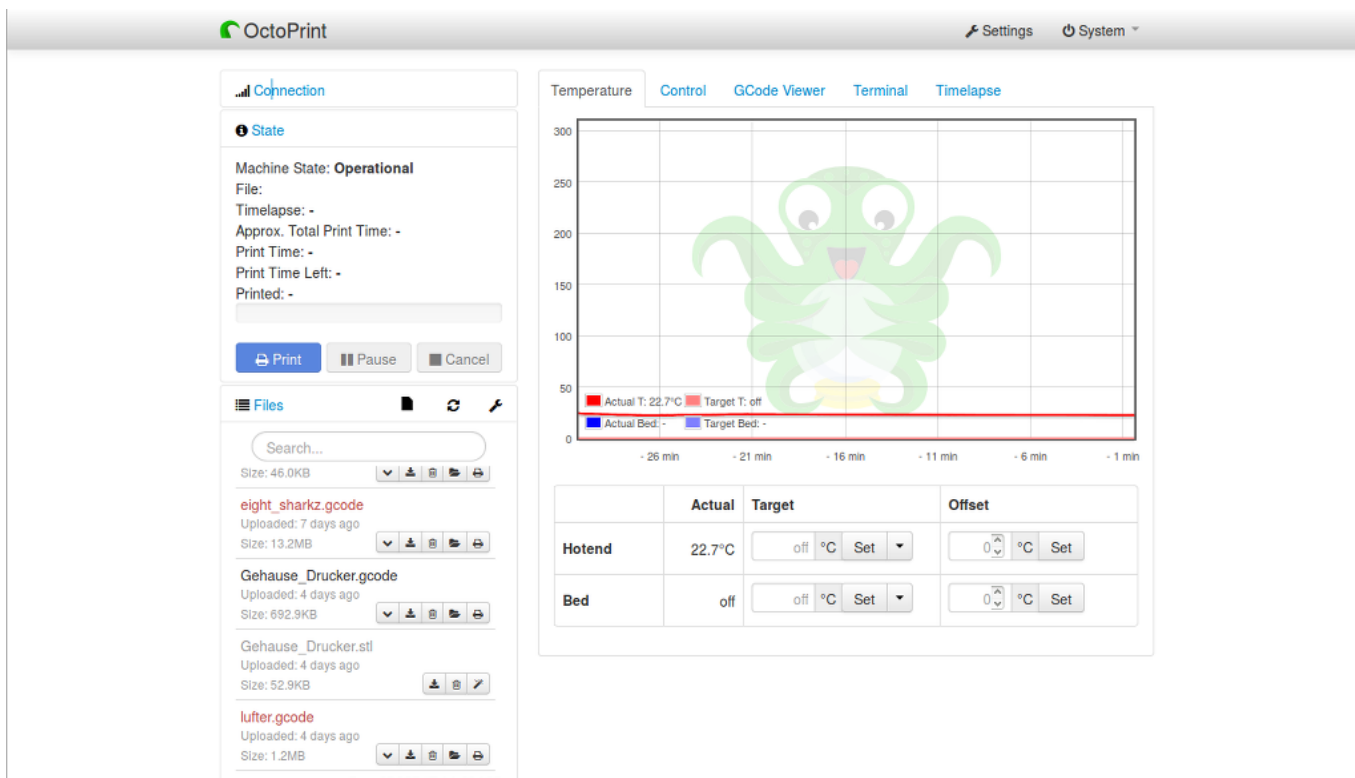 OctoPrint
Settings System
Connection
State
Machine State: Operational
File:
Timelapse: -
Approx. Total Print Time: -
Print Time: -
Print Time Left: -
Printed: -
Print Pause Cancel
Files
Search...
Size: 46.0KB
eight_sharkz.gcode
Uploaded: 7 days ago
Size: 13.2MB
Gehause_Drucker.gcode
Uploaded: 4 days ago
Size: 692.9KB
Gehause_Drucker.stl
Uploaded: 4 days ago
Size: 52.9KB
lufter.gcode
Uploaded: 4 days ago
Size: 1.2MB
Temperature Control GCode Viewer Terminal Timelapse
300
250
200
150
100
50
0
Actual T: 22.7°C Target T: off
Actual Bed: - Target Bed: -
- 26 min - 21 min - 16 min - 11 min - 6 min - 1 min
Actual Target Offset
Hotend 22.7°C off °C Set 0 °C Set
Bed off off °C Set 0 °C Set